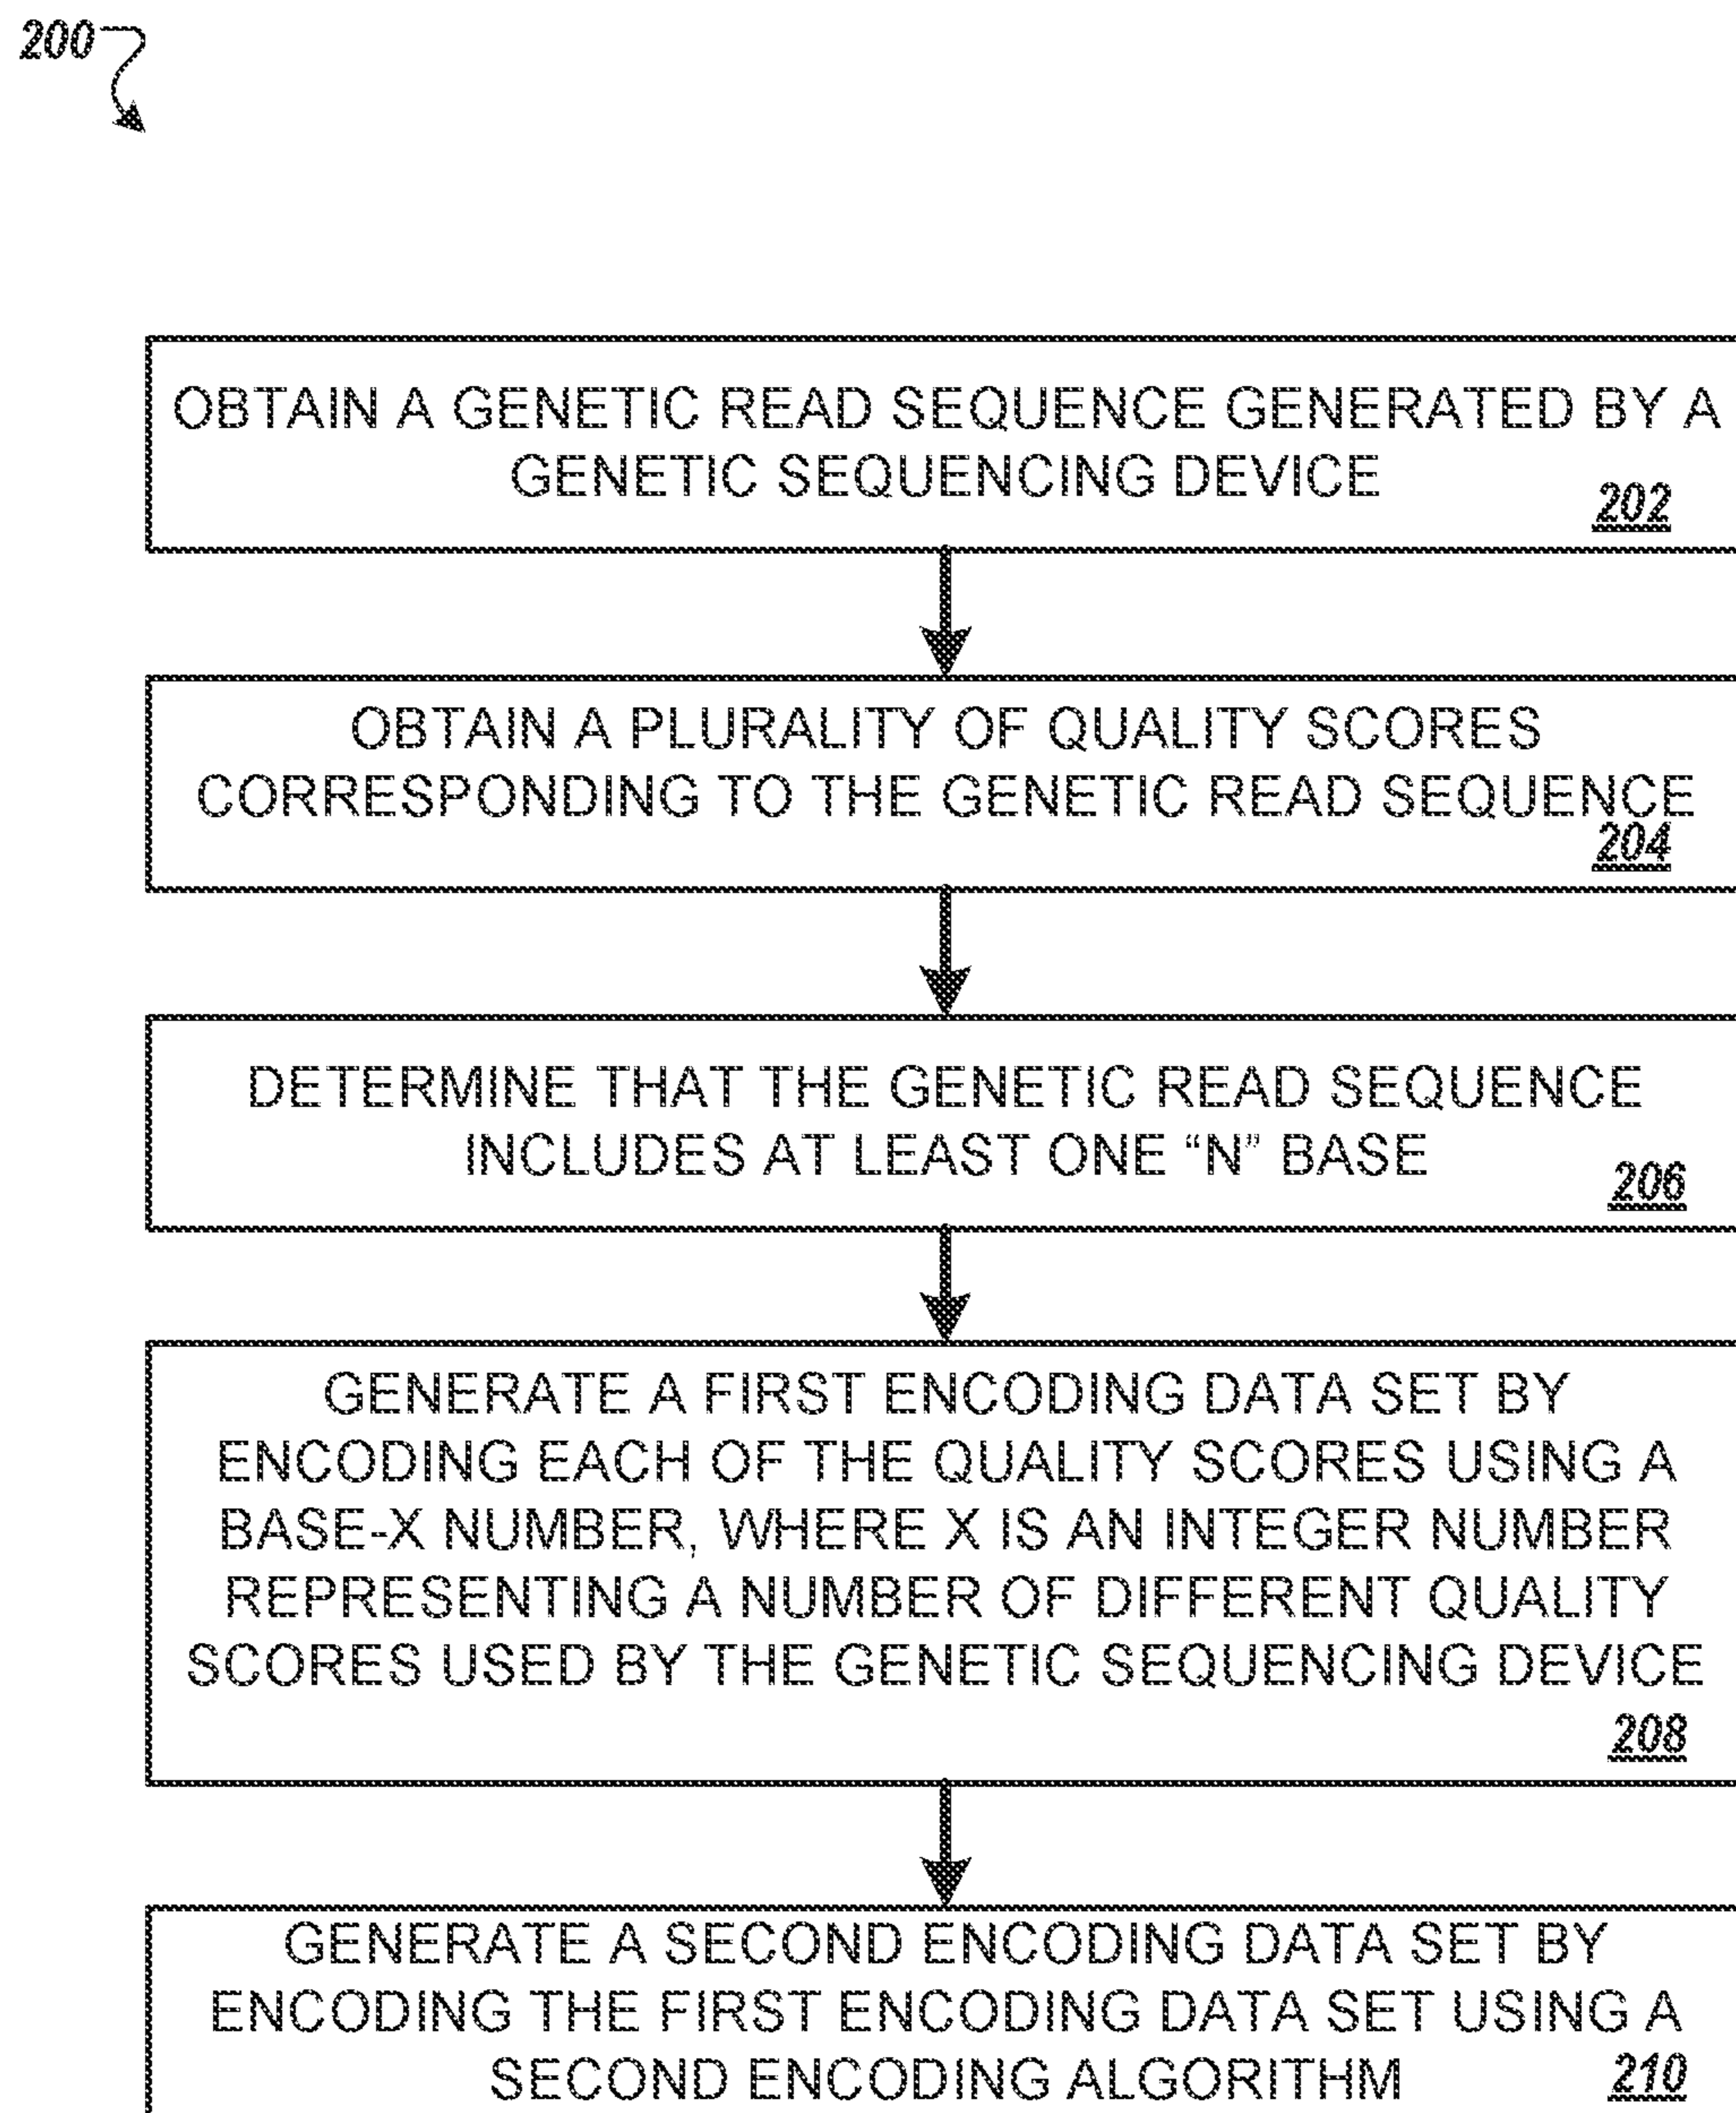 200
OBTAIN A GENETIC READ SEQUENCE GENERATED BY A
GENETIC SEQUENCING DEVICE
202
OBTAIN A PLURALITY OF QUALITY SCORES
CORRESPONDING TO THE GENETIC READ SEQUENCE
204
DETERMINE THAT THE GENETIC READ SEQUENCE
INCLUDES AT LEAST ONE “N” BASE
206
GENERATE A FIRST ENCODING DATA SET BY
ENCODING EACH OF THE QUALITY SCORES USING A
BASE-X NUMBER, WHERE X IS AN INTEGER NUMBER
REPRESENTING A NUMBER OF DIFFERENT QUALITY
SCORES USED BY THE GENETIC SEQUENCING DEVICE
208
GENERATE A SECOND ENCODING DATA SET BY
ENCODING THE FIRST ENCODING DATA SET USING A
SECOND ENCODING ALGORITHM
210